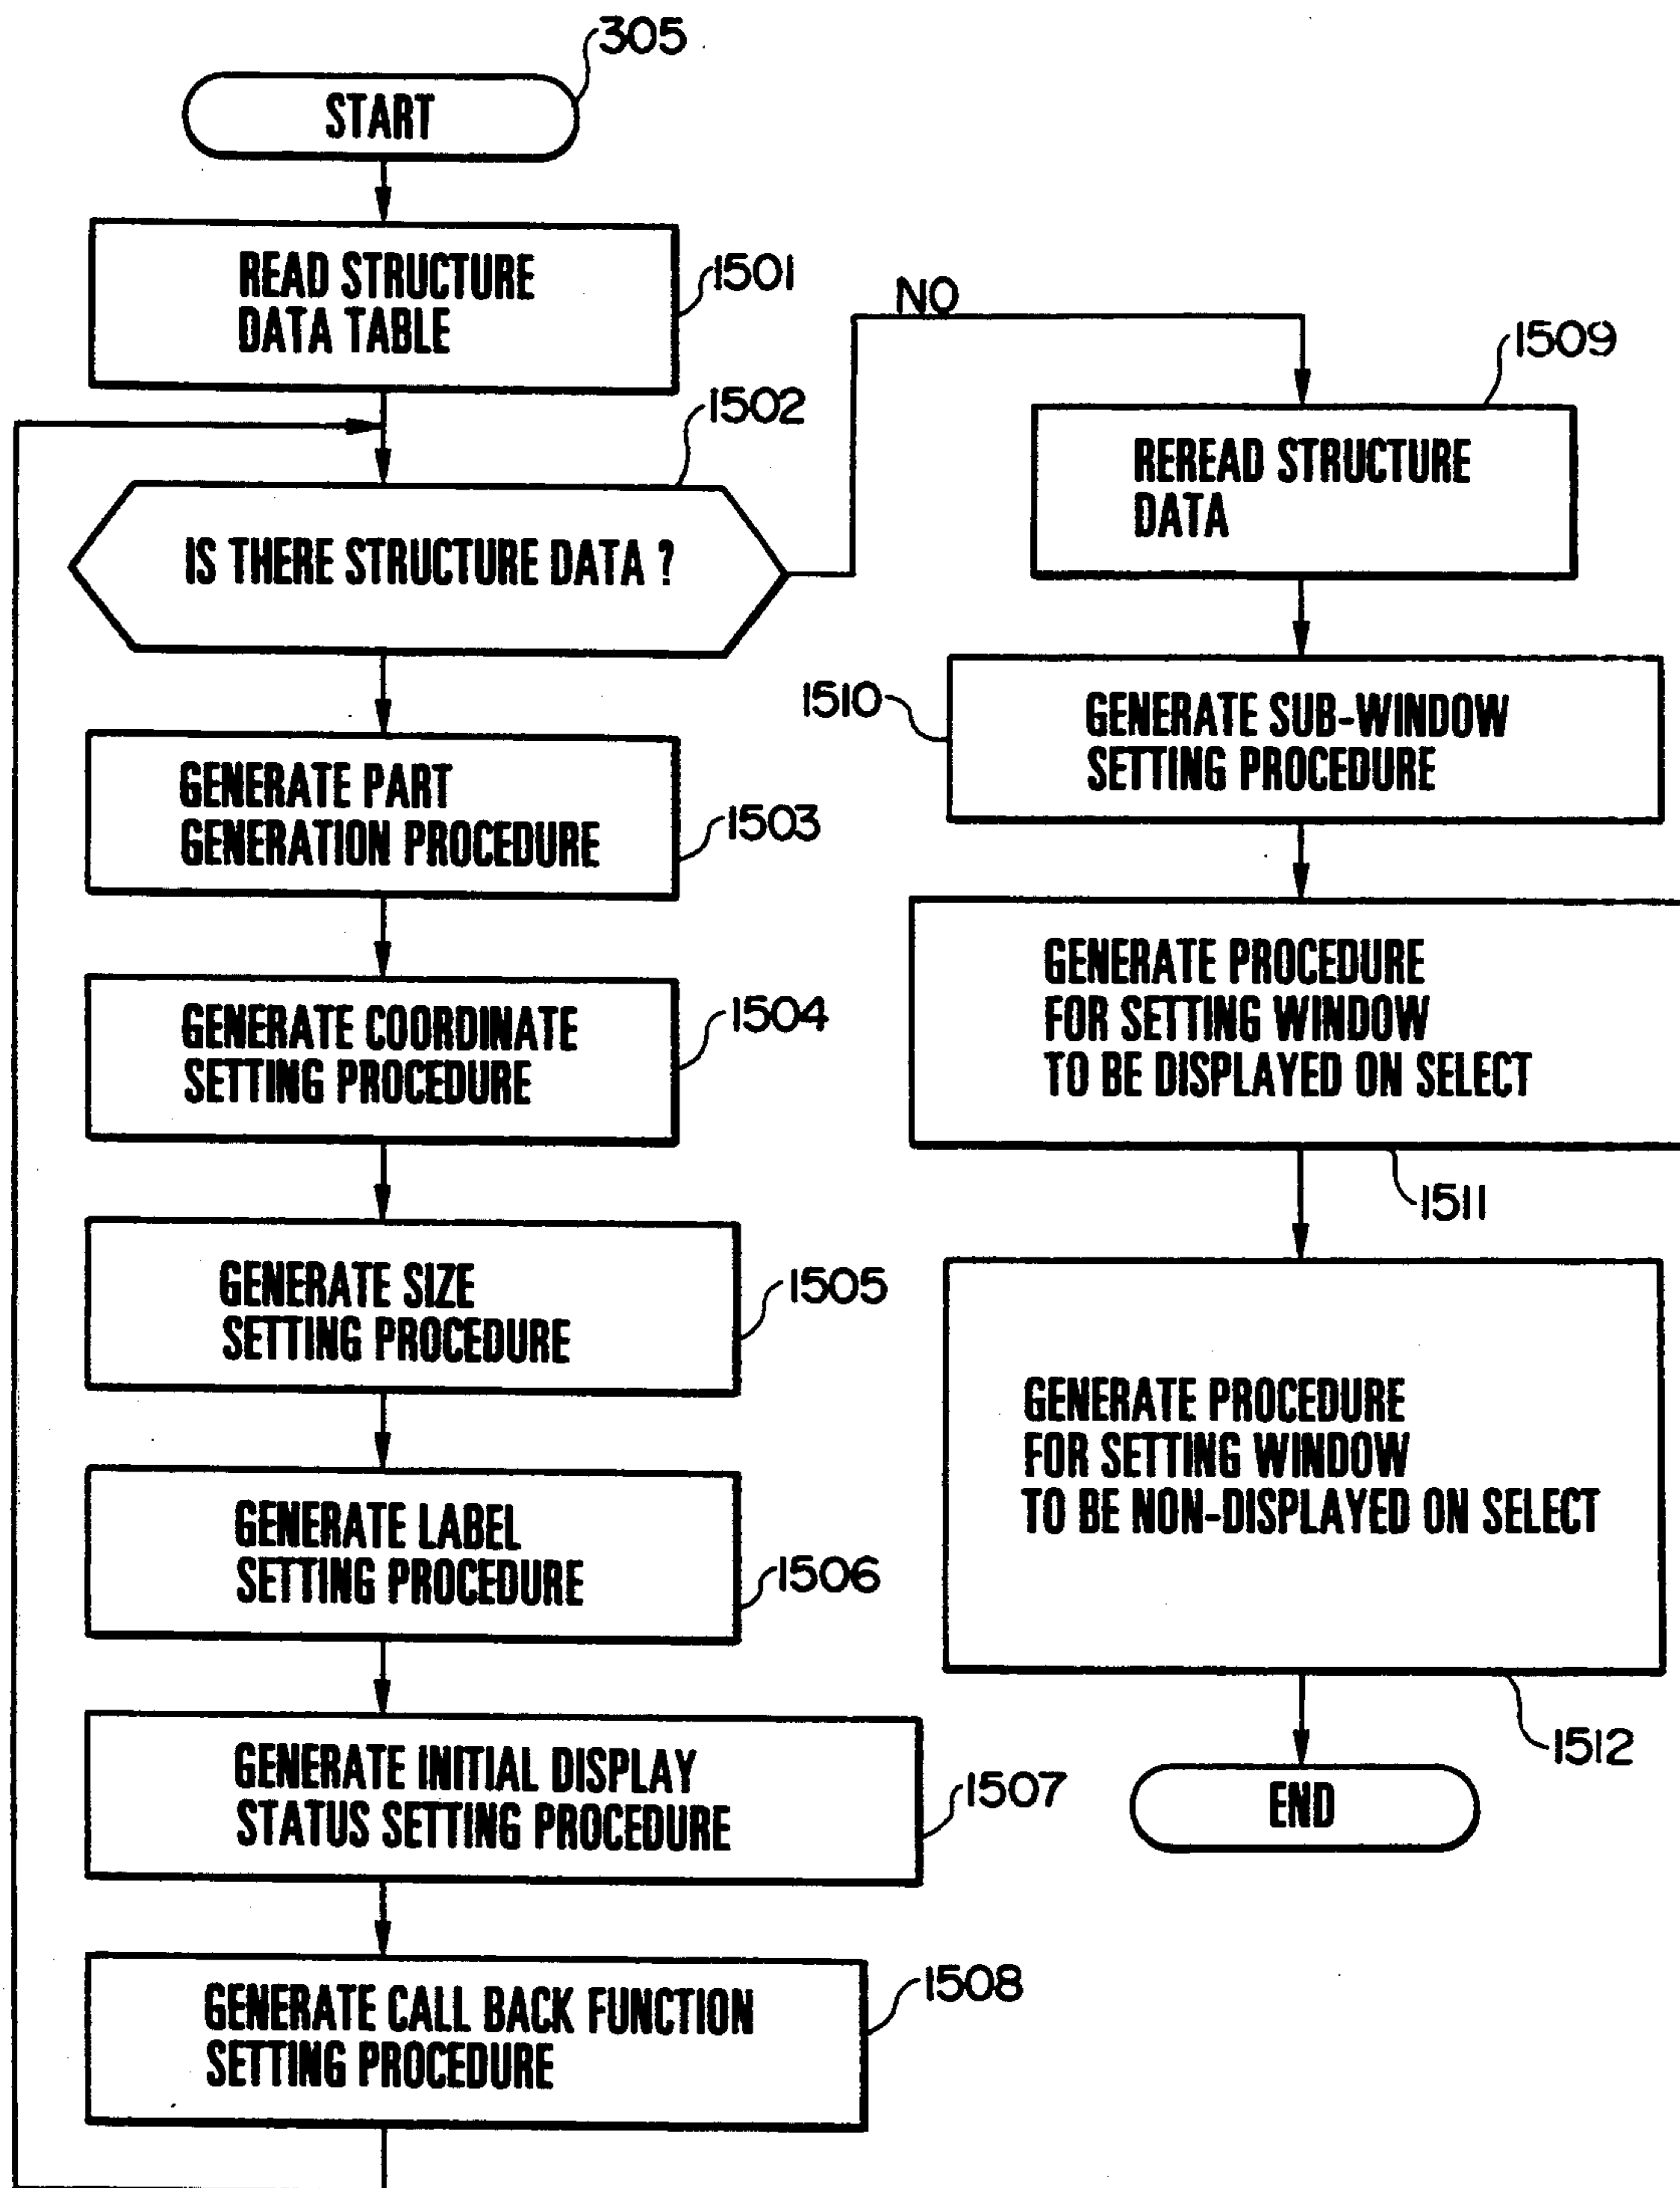 305
START
READ STRUCTURE
DATA TABLE
1501
1502
IS THERE STRUCTURE DATA ?
NO
GENERATE PART
GENERATION PROCEDURE
1503
GENERATE COORDINATE
SETTING PROCEDURE
1504
GENERATE SIZE
SETTING PROCEDURE
1505
GENERATE LABEL
SETTING PROCEDURE
1506
GENERATE INITIAL DISPLAY
STATUS SETTING PROCEDURE
1507
GENERATE CALL BACK FUNCTION
SETTING PROCEDURE
1508
1509
REREAD STRUCTURE
DATA
1510
GENERATE SUB-WINDOW
SETTING PROCEDURE
GENERATE PROCEDURE
FOR SETTING WINDOW
TO BE DISPLAYED ON SELECT
1511
GENERATE PROCEDURE
FOR SETTING WINDOW
TO BE NON-DISPLAYED ON SELECT
1512
END